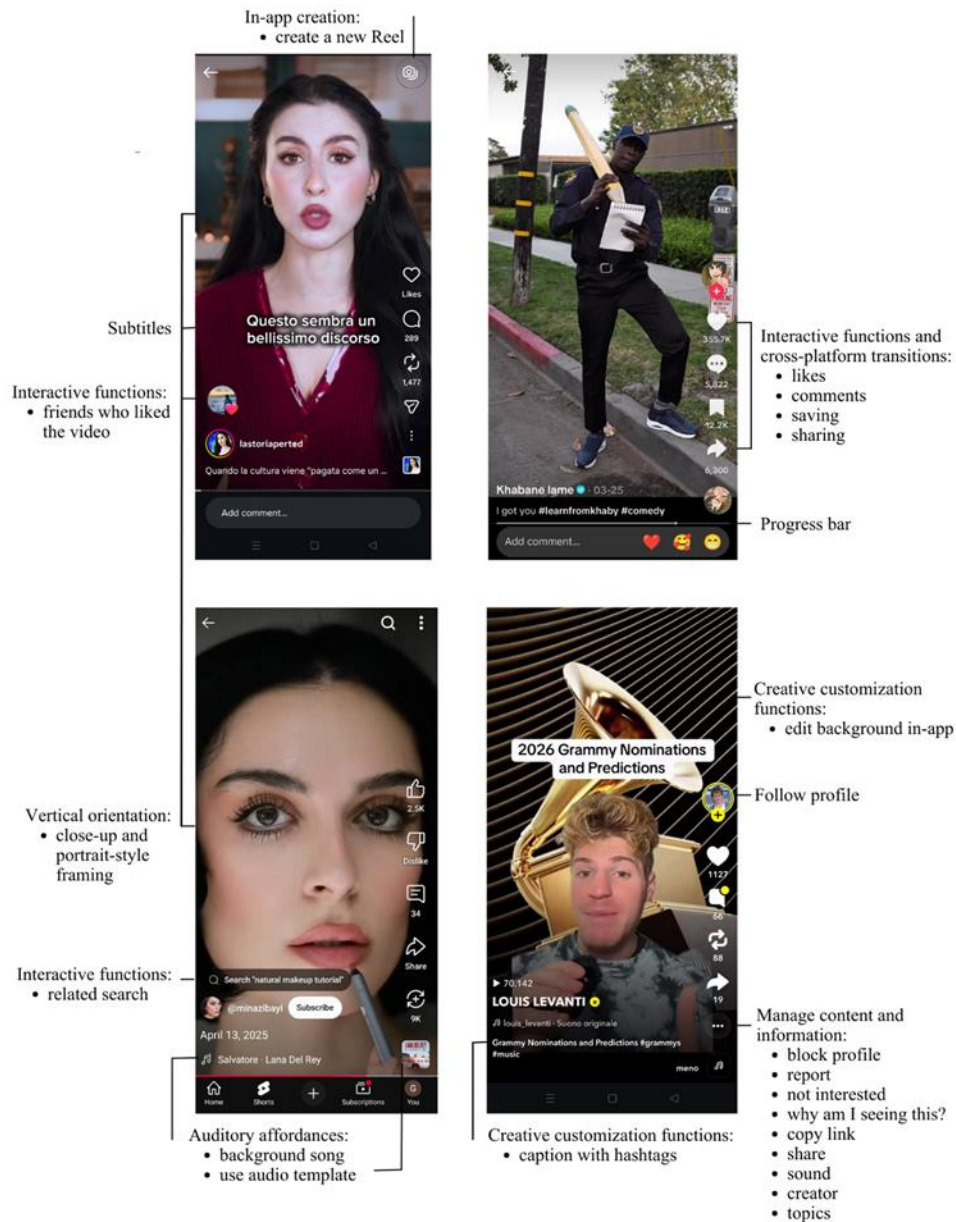 In-app creation:
• create a new Reel
Subtitles
Interactive functions:
• friends who liked
the video
Likes
Questo sembra un
bellissimo discorso
289
1,477
lastoriaperted
Quando la cultura viene "pagata come un ...
Add comment...
355.7K
5,822
12.2K
6,300
Khabane lame · 03-25
I got you #learnfromkhaby #comedy
Add comment...
Interactive functions and
cross-platform transitions:
• likes
• comments
• saving
• sharing
Progress bar
Vertical orientation:
• close-up and
portrait-style
framing
Interactive functions:
• related search
2.5K
Dislike
34
Share
9K
Search "natural makeup tutorial"
@minazibayi
Subscribe
April 13, 2025
Salvatore · Lana Del Rey
Home
Shorts
Subscriptions
G
You
Auditory affordances:
• background song
• use audio template
2026 Grammy Nominations
and Predictions
1127
66
88
19
70.142
LOUIS LEVANTI
louis_levanti · Suono originale
Grammy Nominations and Predictions #grammys
#music
meno
Creative customization functions:
• caption with hashtags
Creative customization
functions:
• edit background in-app
Follow profile
Manage content and
information:
• block profile
• report
• not interested
• why am I seeing this?
• copy link
• share
• sound
• creator
• topics